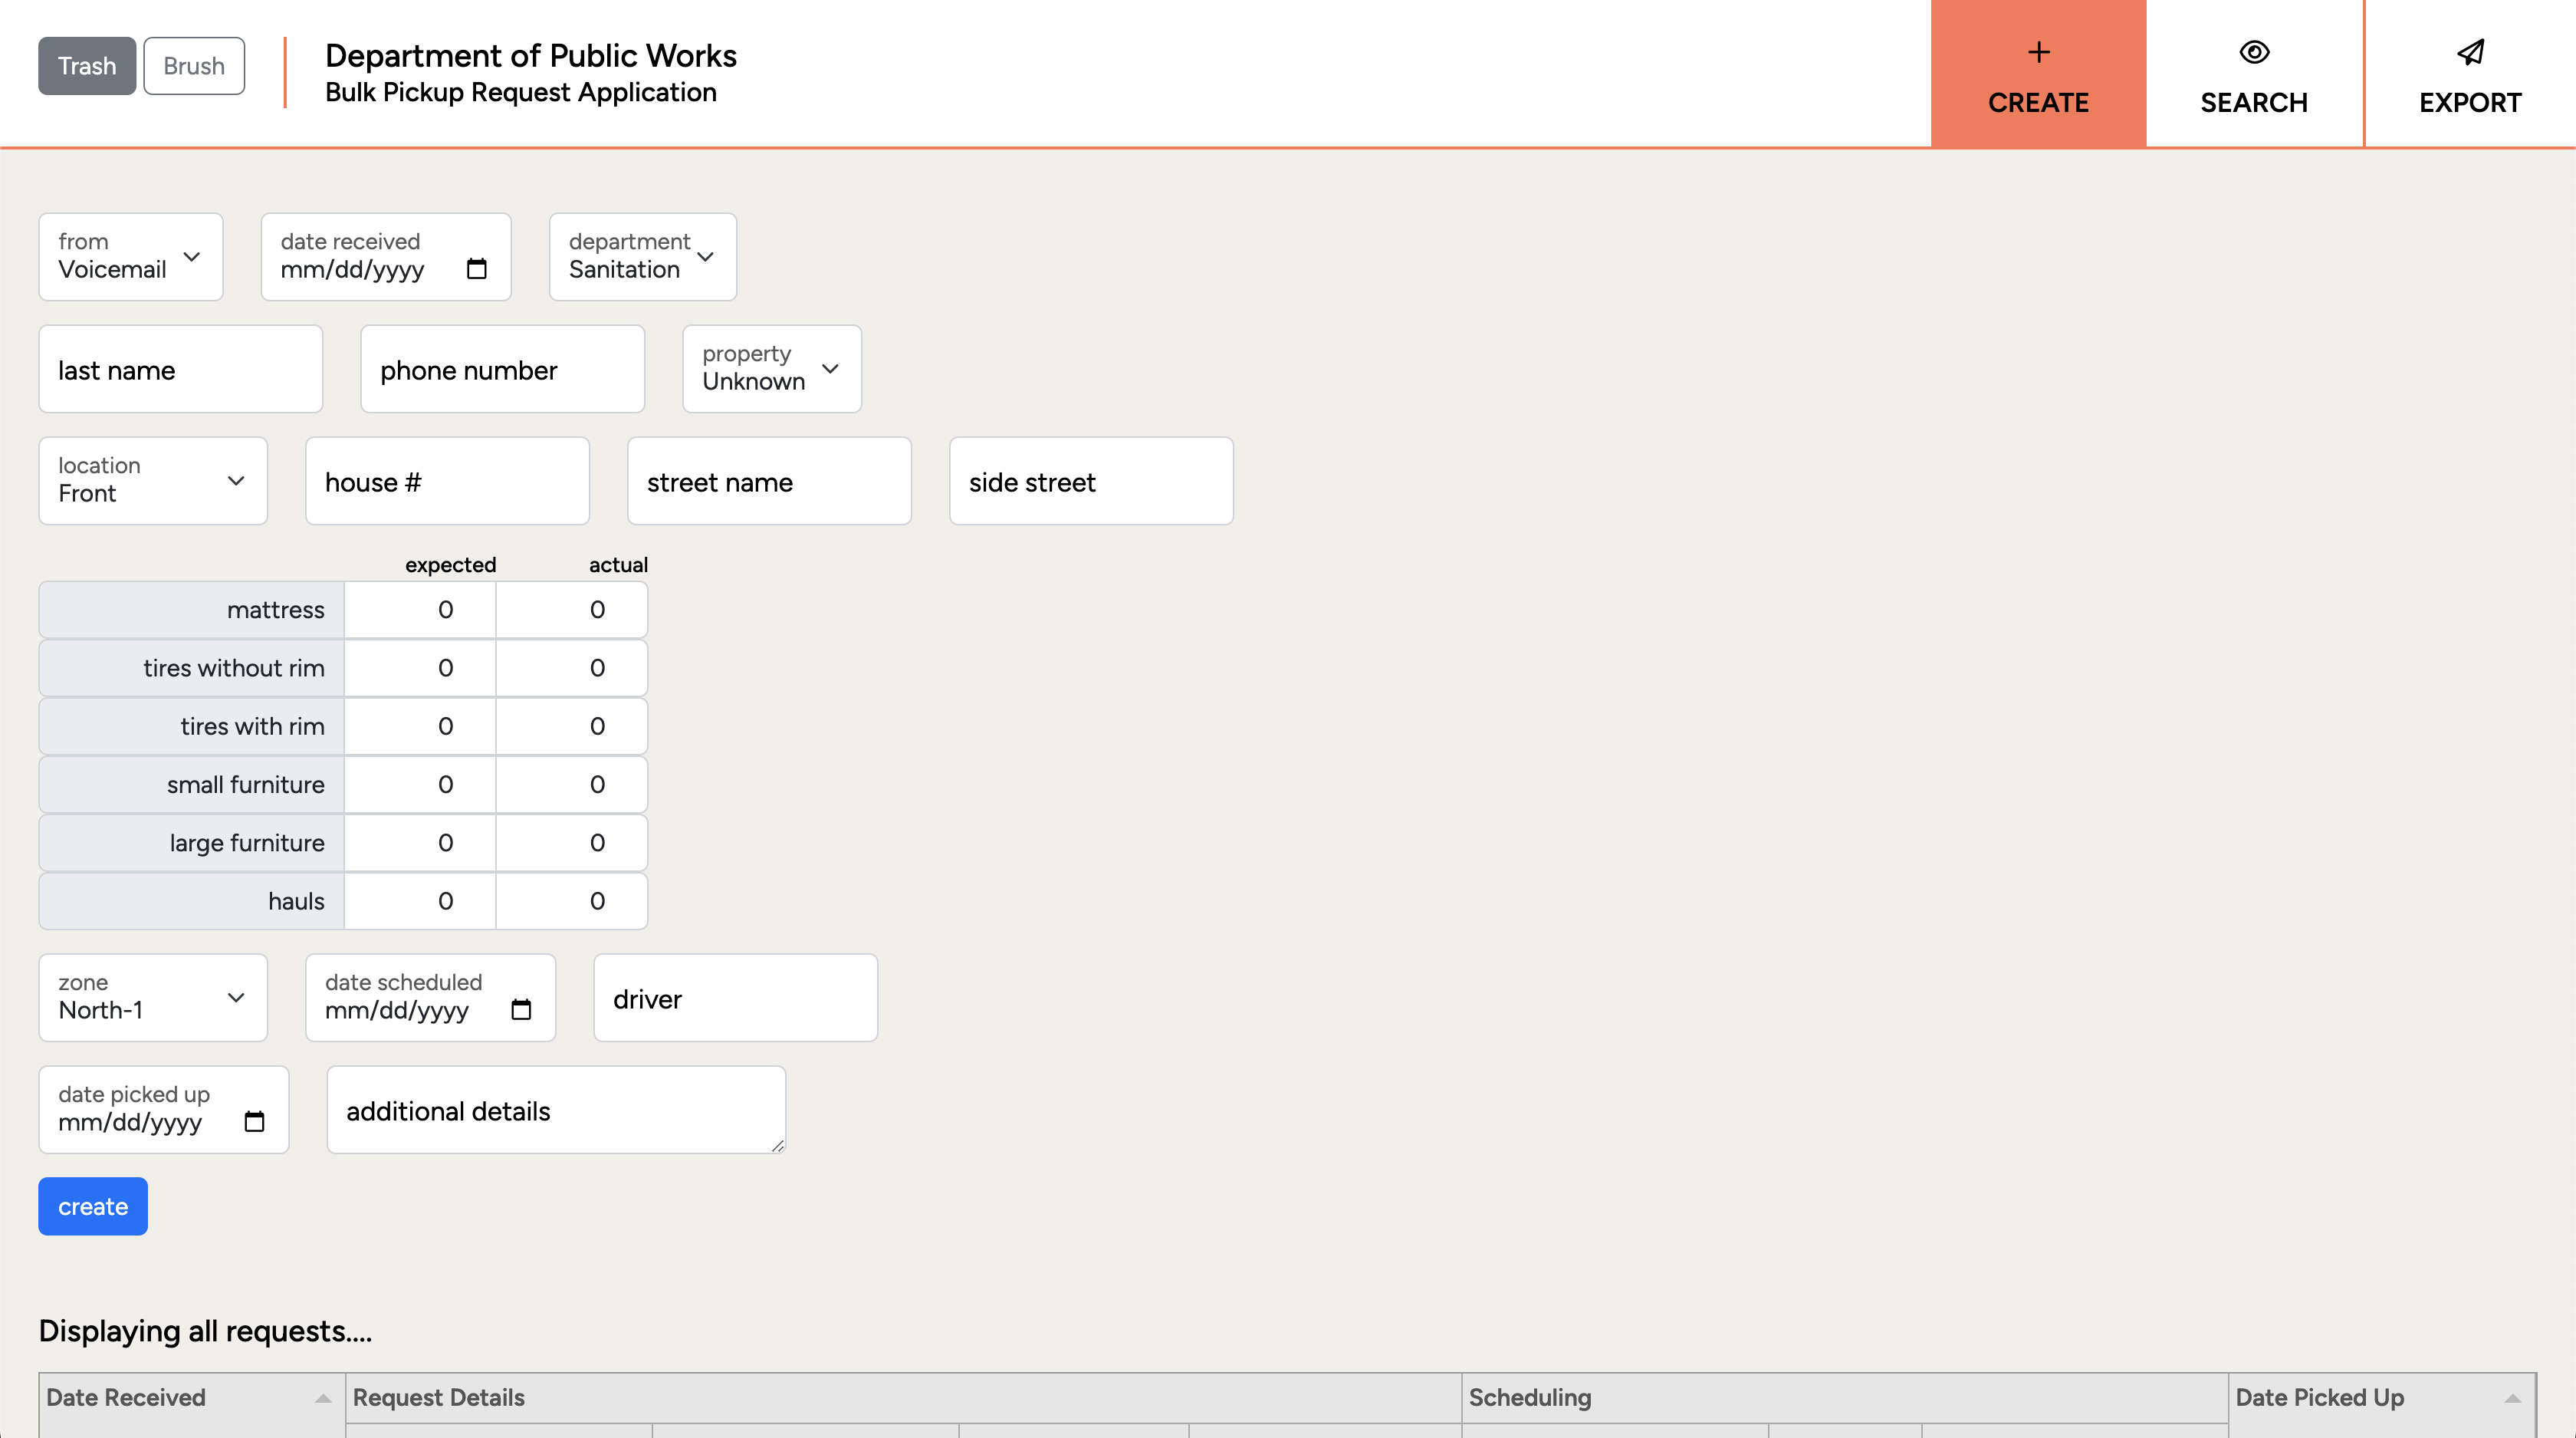 Trash Brush
Department of Public Works
Bulk Pickup Request Application
CREATE SEARCH EXPORT
from date received department
Voicemail mm/dd/yyyy Sanitation
last name phone number property
Unknown
location
Front house # street name side street
expected actual
mattress 0 0
tires without rim 0 0
tires with rim 0 0
small furniture 0 0
large furniture 0 0
hauls 0 0
zone date scheduled
North-1 mm/dd/yyyy driver
date picked up
mm/dd/yyyy additional details
create
Displaying all requests....
Date Received Request Details Scheduling Date Picked Up